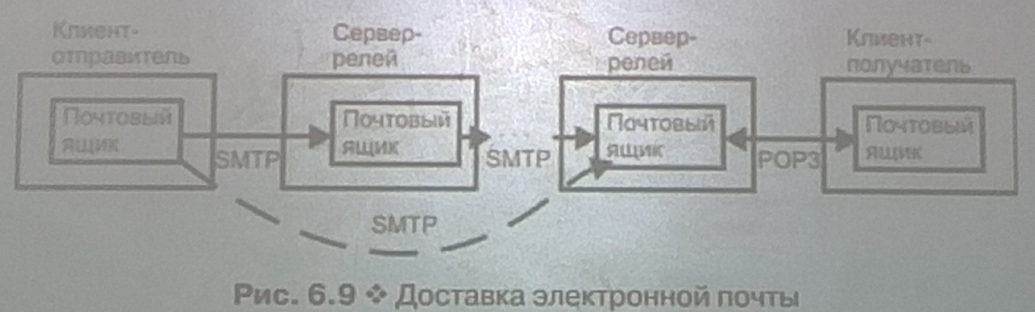 Клиент-
отправитель
Сервер-
релей
Сервер-
релей
Клиент-
получатель
Почтовый
ящик
Почтовый
ящик
Почтовый
ящик
Почтовый
ящик
SMTP
SMTP
POP3
SMTP
Рис. 6.9 ❖ Доставка электронной почты